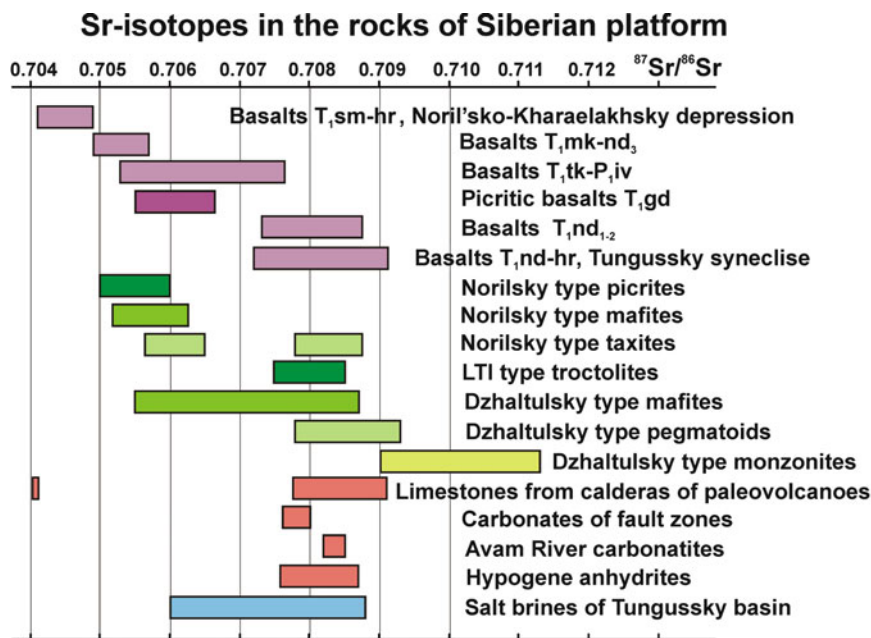 Sr-isotopes in the rocks of Siberian platform
0.704 0.705 0.706 0.707 0.708 0.709 0.710 0.711 0.712 ⁸⁷Sr/⁸⁶Sr
Basalts T₁sm-hr , Noril'sko-Kharaelakhsky depression
Basalts T₁mk-nd₃
Basalts T₁tk-P₁iv
Picritic basalts T₁gd
Basalts T₁nd₁₋₂
Basalts T₁nd-hr, Tungussky syneclise
Norilsky type picrites
Norilsky type mafites
Norilsky type taxites
LTI type troctolites
Dzhaltulsky type mafites
Dzhaltulsky type pegmatoids
Dzhaltulsky type monzonites
Limestones from calderas of paleovolcanoes
Carbonates of fault zones
Avam River carbonatites
Hypogene anhydrites
Salt brines of Tungussky basin